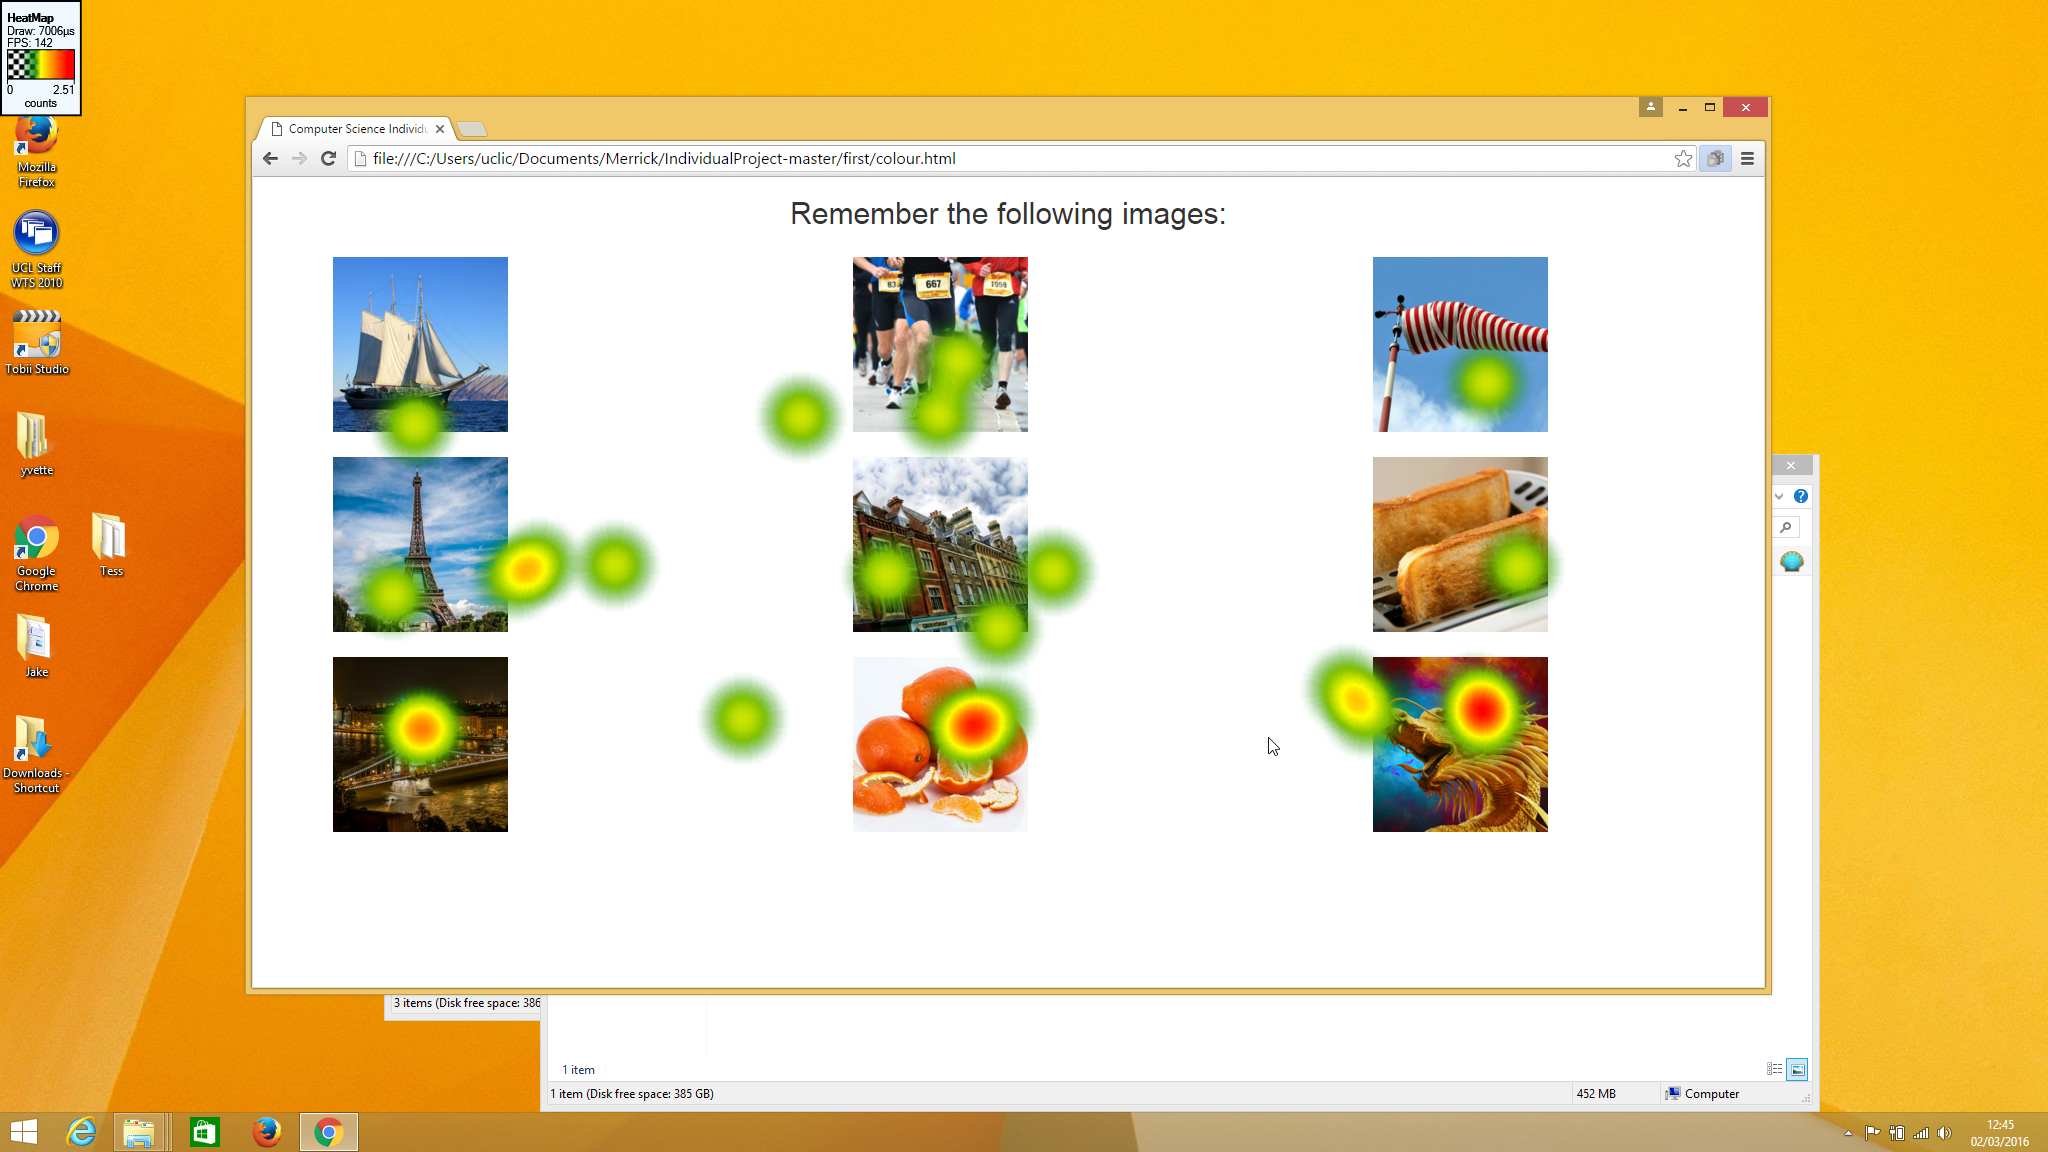 HeatMap
Draw: 7006µs
FPS: 142
0 2.51
counts
Mozilla
Firefox
UCL Staff
WTS 2010
Tobii Studio
yvette
Google
Chrome
Tess
Jake
Downloads -
Shortcut
Computer Science Individu
file:///C:/Users/uclic/Documents/Merrick/IndividualProject-master/first/colour.html
Remember the following images:
83
667
7059
3 items (Disk free space: 386
1 item
1 item (Disk free space: 385 GB)
452 MB
Computer
12:45
02/03/2016